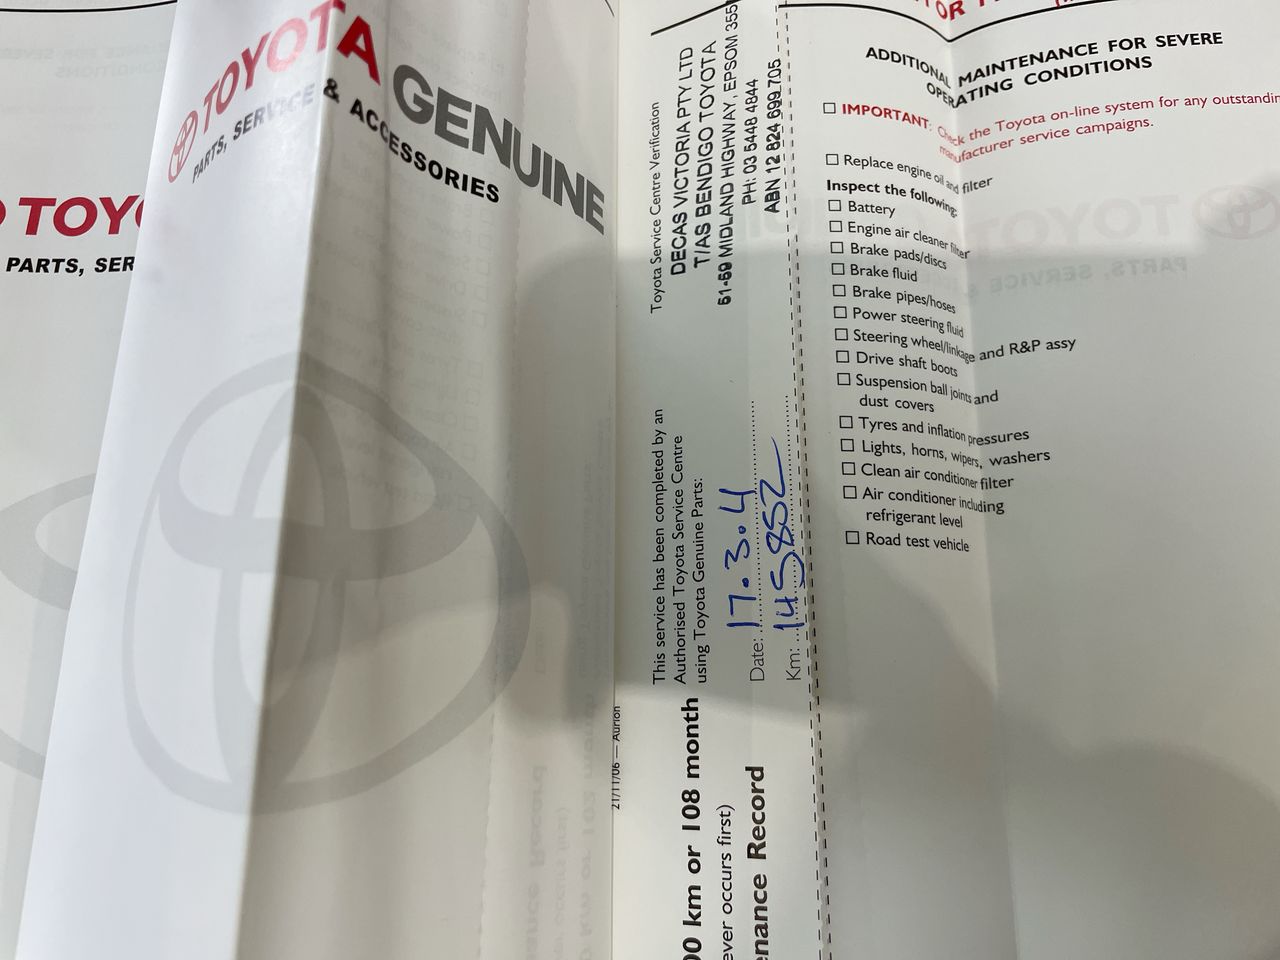 TOYOTA GENUINE
PARTS, SERVICE & ACCESSORIES
TOYO
PARTS, SER
Toyota Service Centre Verification
DECAS VICTORIA PTY LTD
T/AS BENDIGO TOYOTA
51-59 MIDLAND HIGHWAY, EPSOM 355
PH: 03 5448 4844
ABN 12 824 699 705
This service has been completed by an
Authorised Toyota Service Centre
using Toyota Genuine Parts:
Date: 17.3.4
Km: 145852
21/11/06 — Aurion
00 km or 108 month
ever occurs first)
enance Record
ADDITIONAL MAINTENANCE FOR SEVERE
OPERATING CONDITIONS
IMPORTANT: Check the Toyota on-line system for any outstandin
manufacturer service campaigns.
Replace engine oil and filter
Inspect the following:
Battery
Engine air cleaner filter
Brake pads/discs
Brake fluid
Brake pipes/hoses
Power steering fluid
Steering wheel/linkage and R&P assy
Drive shaft boots
Suspension ball joints and
dust covers
Tyres and inflation pressures
Lights, horns, wipers, washers
Clean air conditioner filter
Air conditioner including
refrigerant level
Road test vehicle